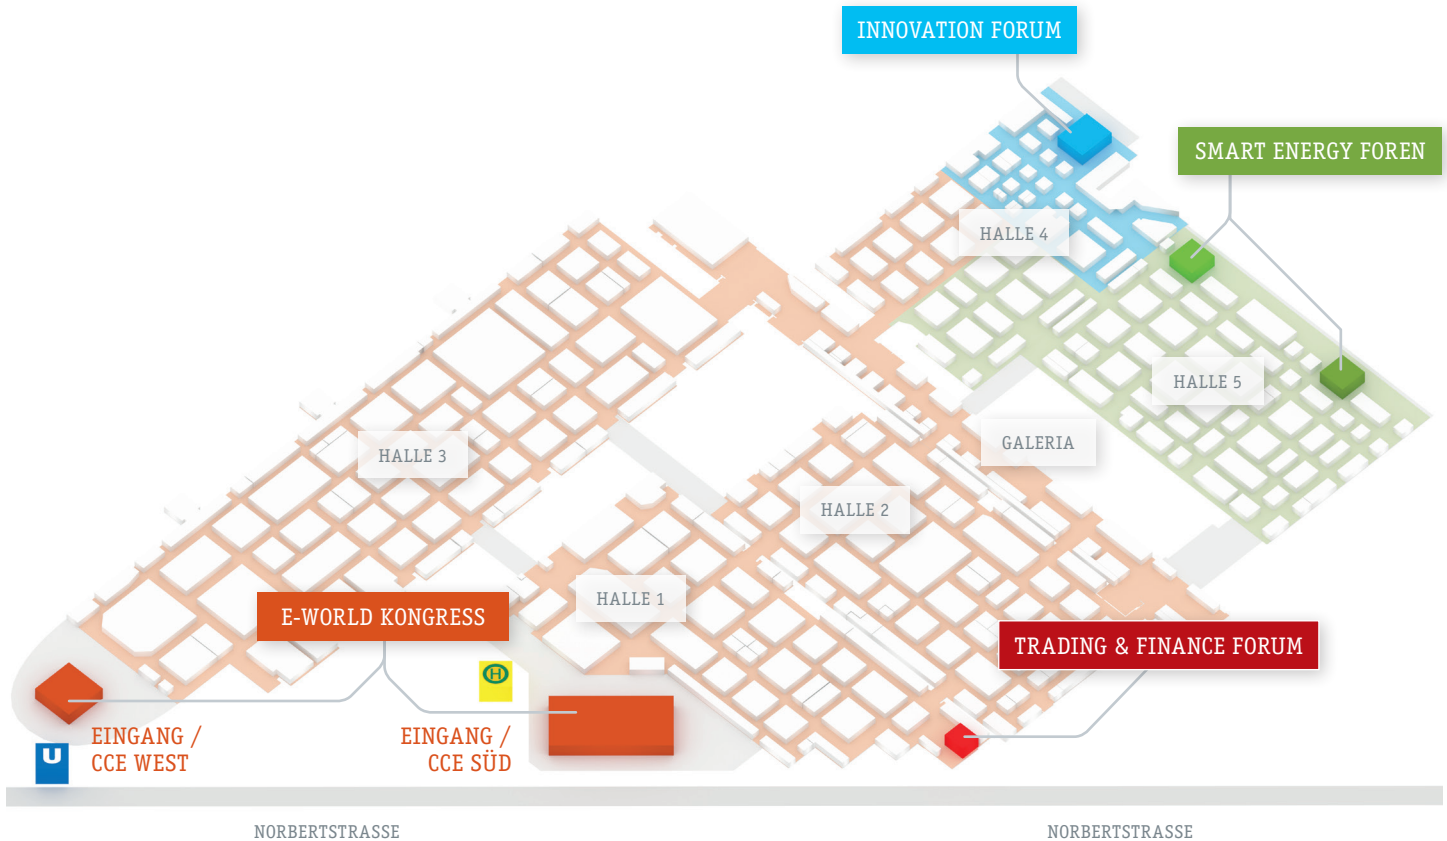 INNOVATION FORUM
SMART ENERGY FOREN
HALLE 4
HALLE 5
GALERIA
HALLE 3
HALLE 2
HALLE 1
E-WORLD KONGRESS
TRADING & FINANCE FORUM
H
EINGANG /
CCE WEST
U
EINGANG /
CCE SÜD
NORBERTSTRASSE
NORBERTSTRASSE